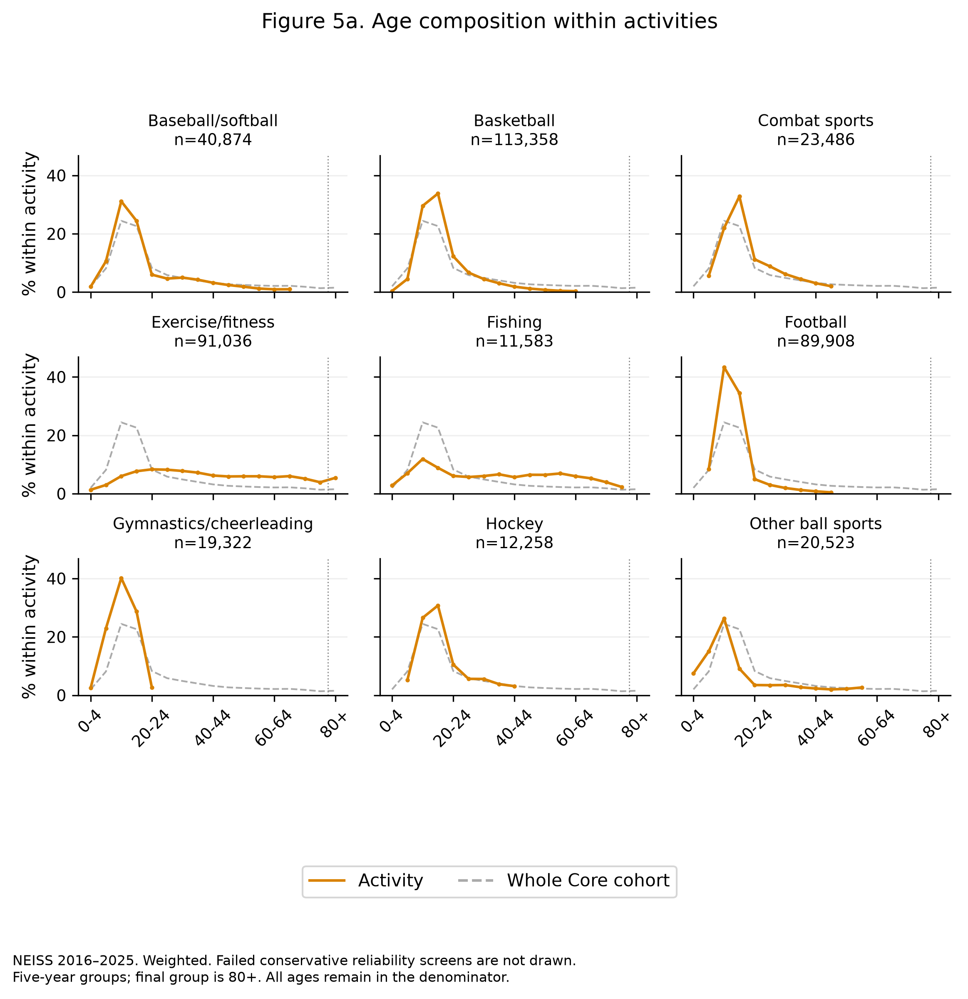 Figure 5a. Age composition within activities
Baseball/softball
n=40,874
Basketball
n=113,358
Combat sports
n=23,486
% within activity
40
20
0
Exercise/fitness
n=91,036
Fishing
n=11,583
Football
n=89,908
% within activity
40
20
0
Gymnastics/cheerleading
n=19,322
Hockey
n=12,258
Other ball sports
n=20,523
% within activity
40
20
0
0-4 20-24 40-44 60-64 80+
0-4 20-24 40-44 60-64 80+
0-4 20-24 40-44 60-64 80+
Activity
Whole Core cohort
NEISS 2016–2025. Weighted. Failed conservative reliability screens are not drawn.
Five-year groups; final group is 80+. All ages remain in the denominator.